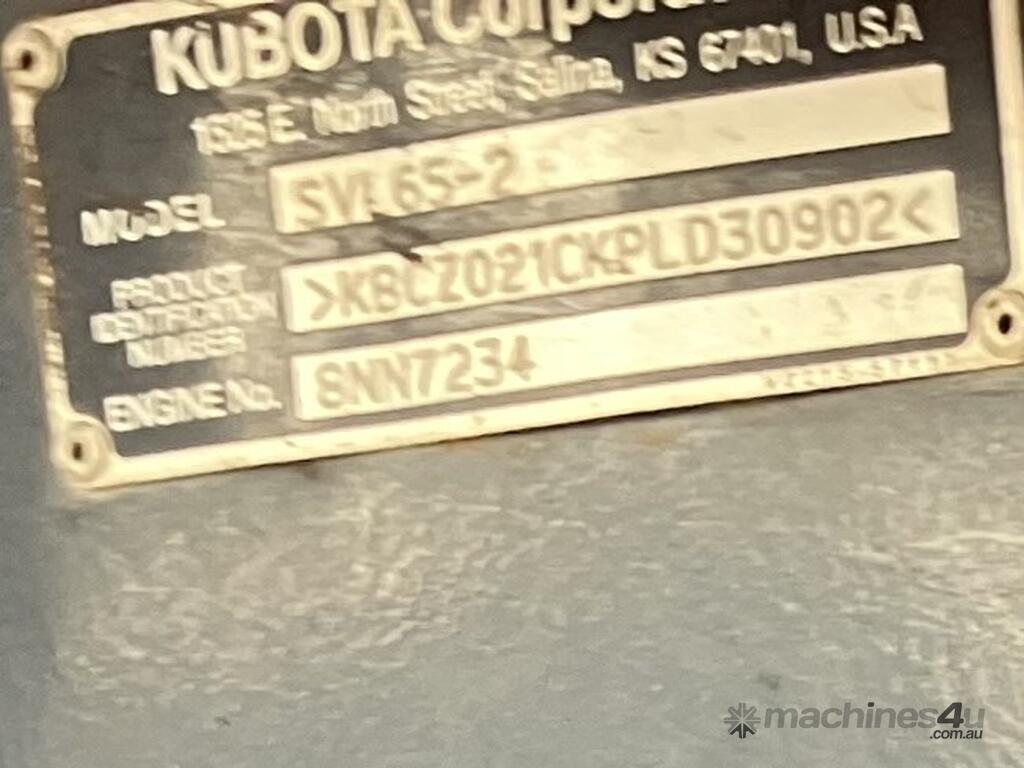 KUBOTA Corporat
1525 E. North Street, Salina, KS 67401, U.S.A
MODEL SVL65-2
PRODUCT
IDENTIFICATION
NUMBER
>KBCZ021CKPLD30902<
ENGINE No. 8NN7234
machines4u
.com.au